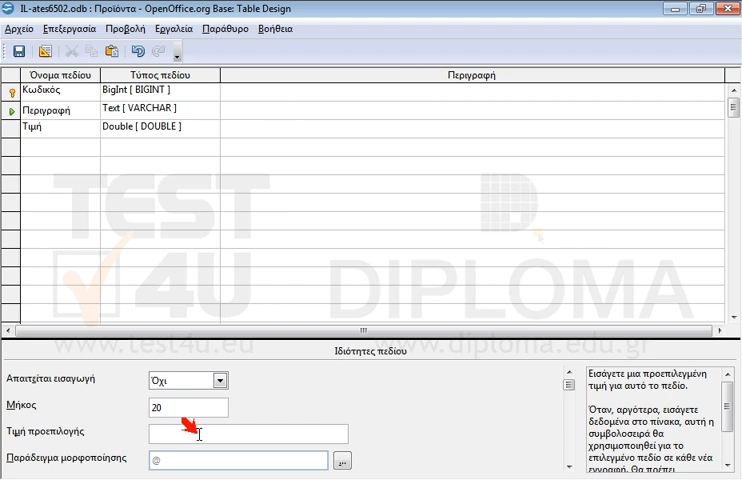 IL-ates6502.odb : Προϊόντα - OpenOffice.org Base: Table Design
Αρχείο Επεξεργασία Προβολή Εργαλεία Παράθυρο Βοήθεια
Όνομα πεδίου Τύπος πεδίου Περιγραφή
Κωδικός BigInt [ BIGINT ]
Περιγραφή Text [ VARCHAR ]
Τιμή Double [ DOUBLE ]
TEST 4U
DIPLOMA
www.test4u.eu www.diploma.edu.gr
Ιδιότητες πεδίου
Απαιτείται εισαγωγή Όχι
Μήκος 20
Τιμή προεπιλογής
Παράδειγμα μορφοποίησης @ ...
Εισάγετε μια προεπιλεγμένη
τιμή για αυτό το πεδίο.
Όταν, αργότερα, εισάγετε
δεδομένα στο πίνακα, αυτή η
συμβολοσειρά θα
χρησιμοποιηθεί για το
επιλεγμένο πεδίο σε κάθε νέα
εγγραφή. Θα πρέπει